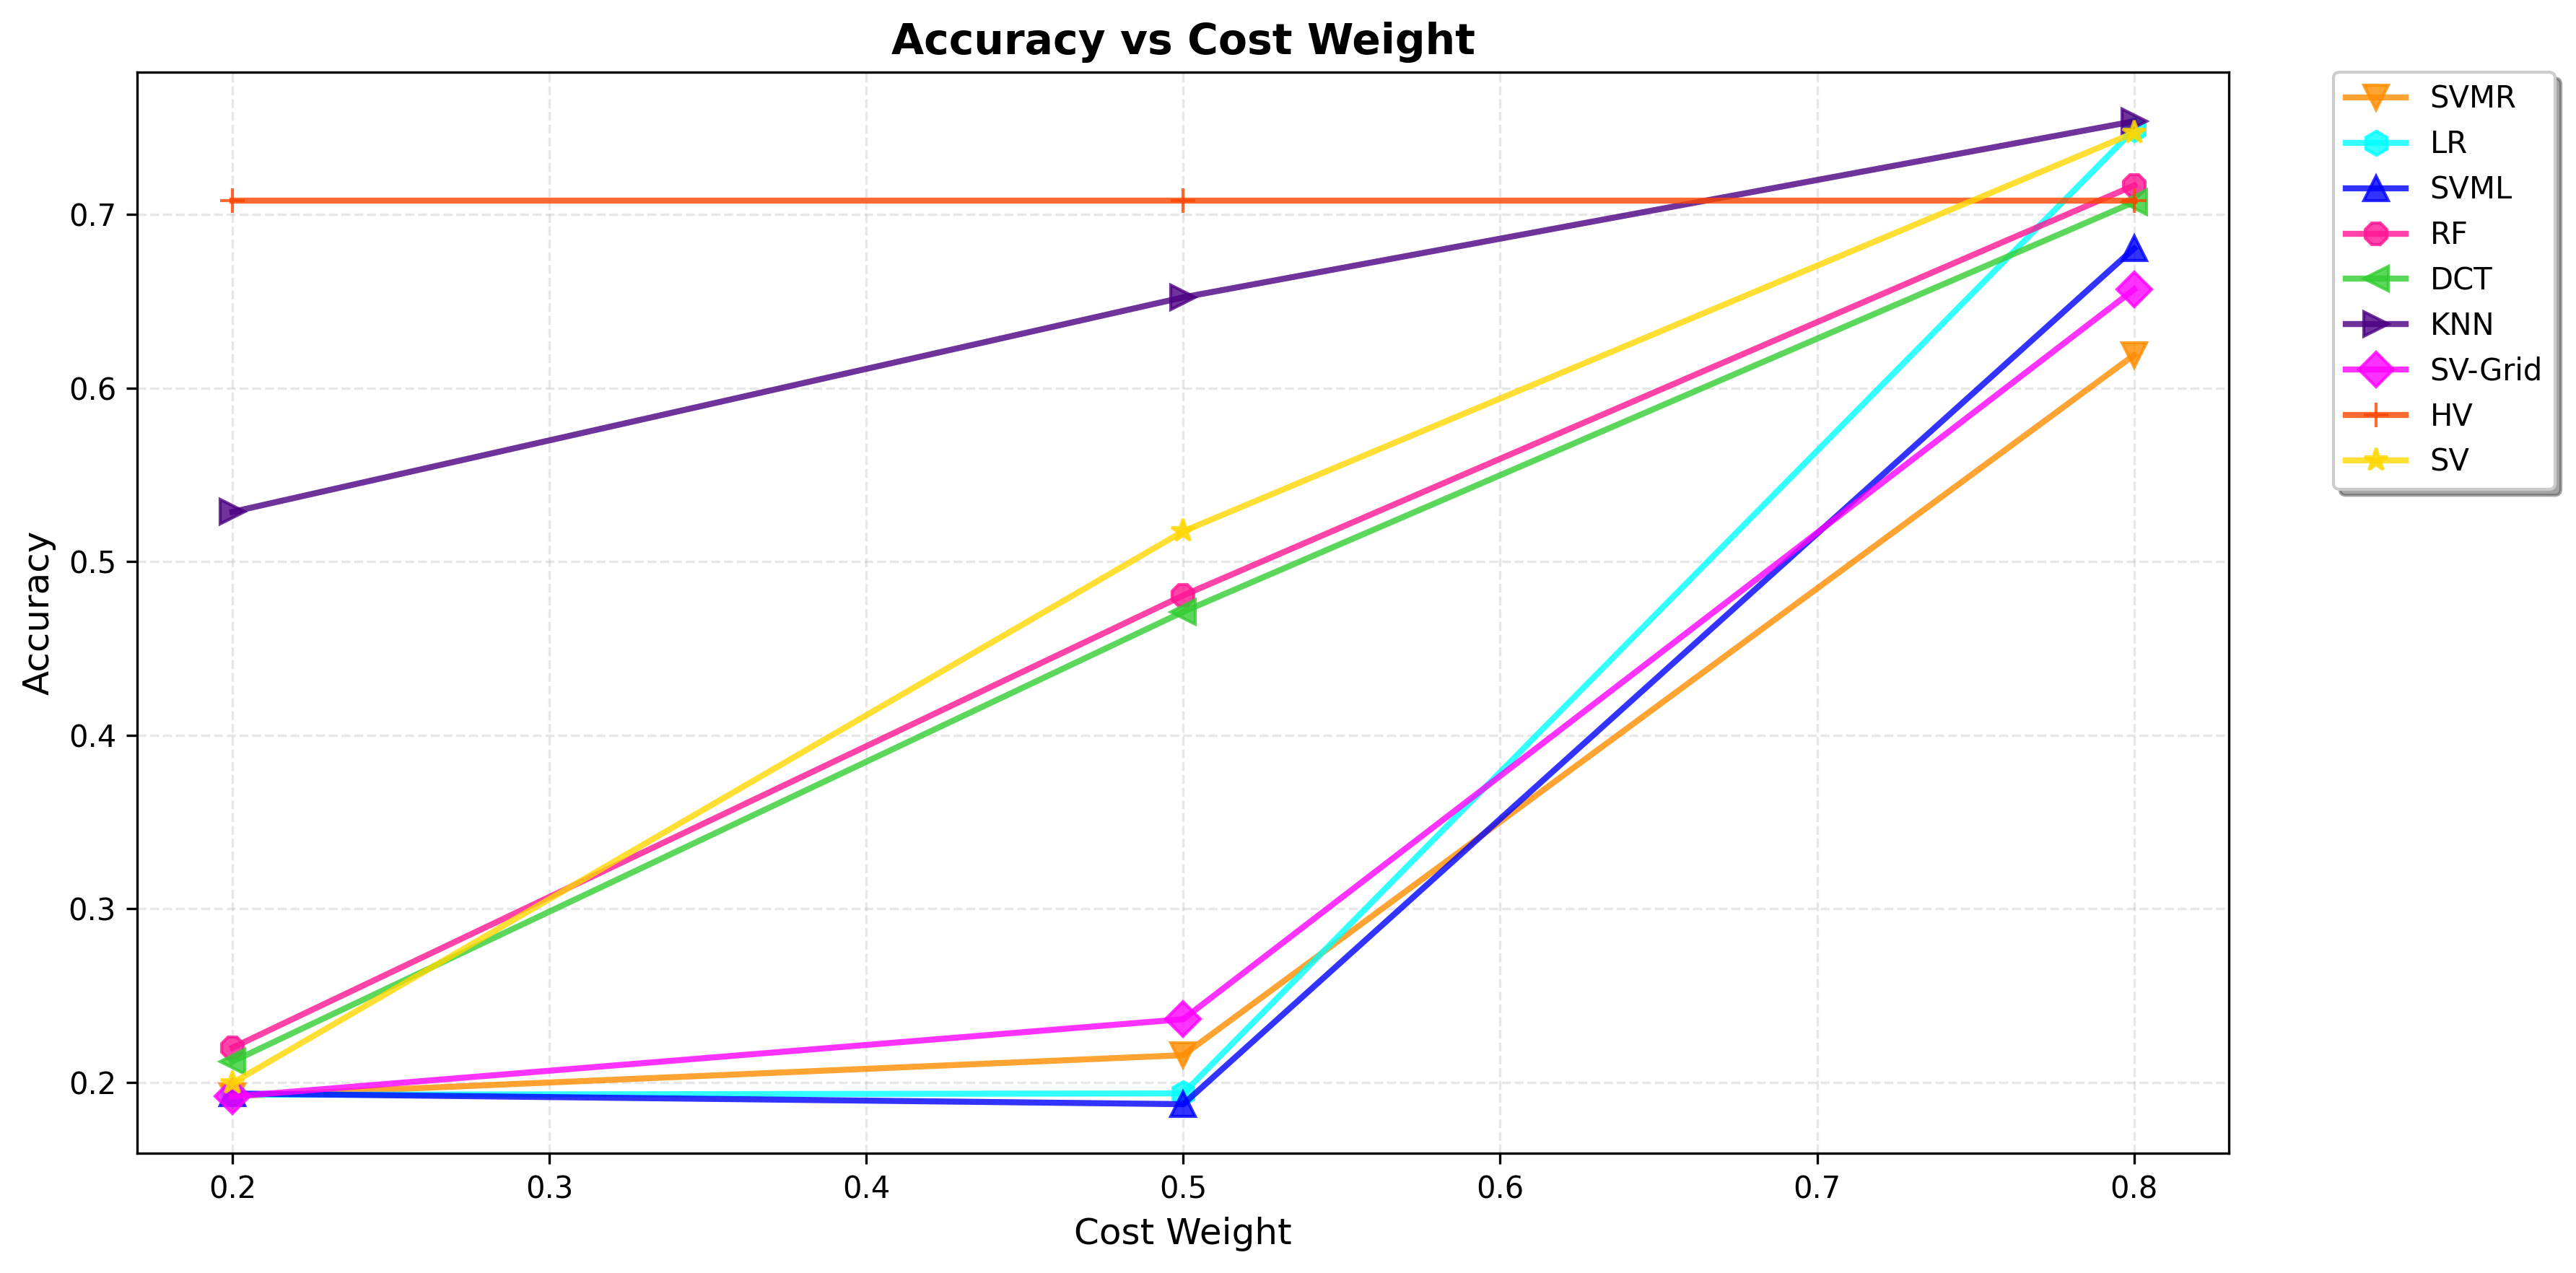 Accuracy vs Cost Weight
SVMR
LR
SVML
RF
DCT
KNN
SV-Grid
HV
SV
Accuracy
0.7
0.6
0.5
0.4
0.3
0.2
0.2 0.3 0.4 0.5 0.6 0.7 0.8
Cost Weight